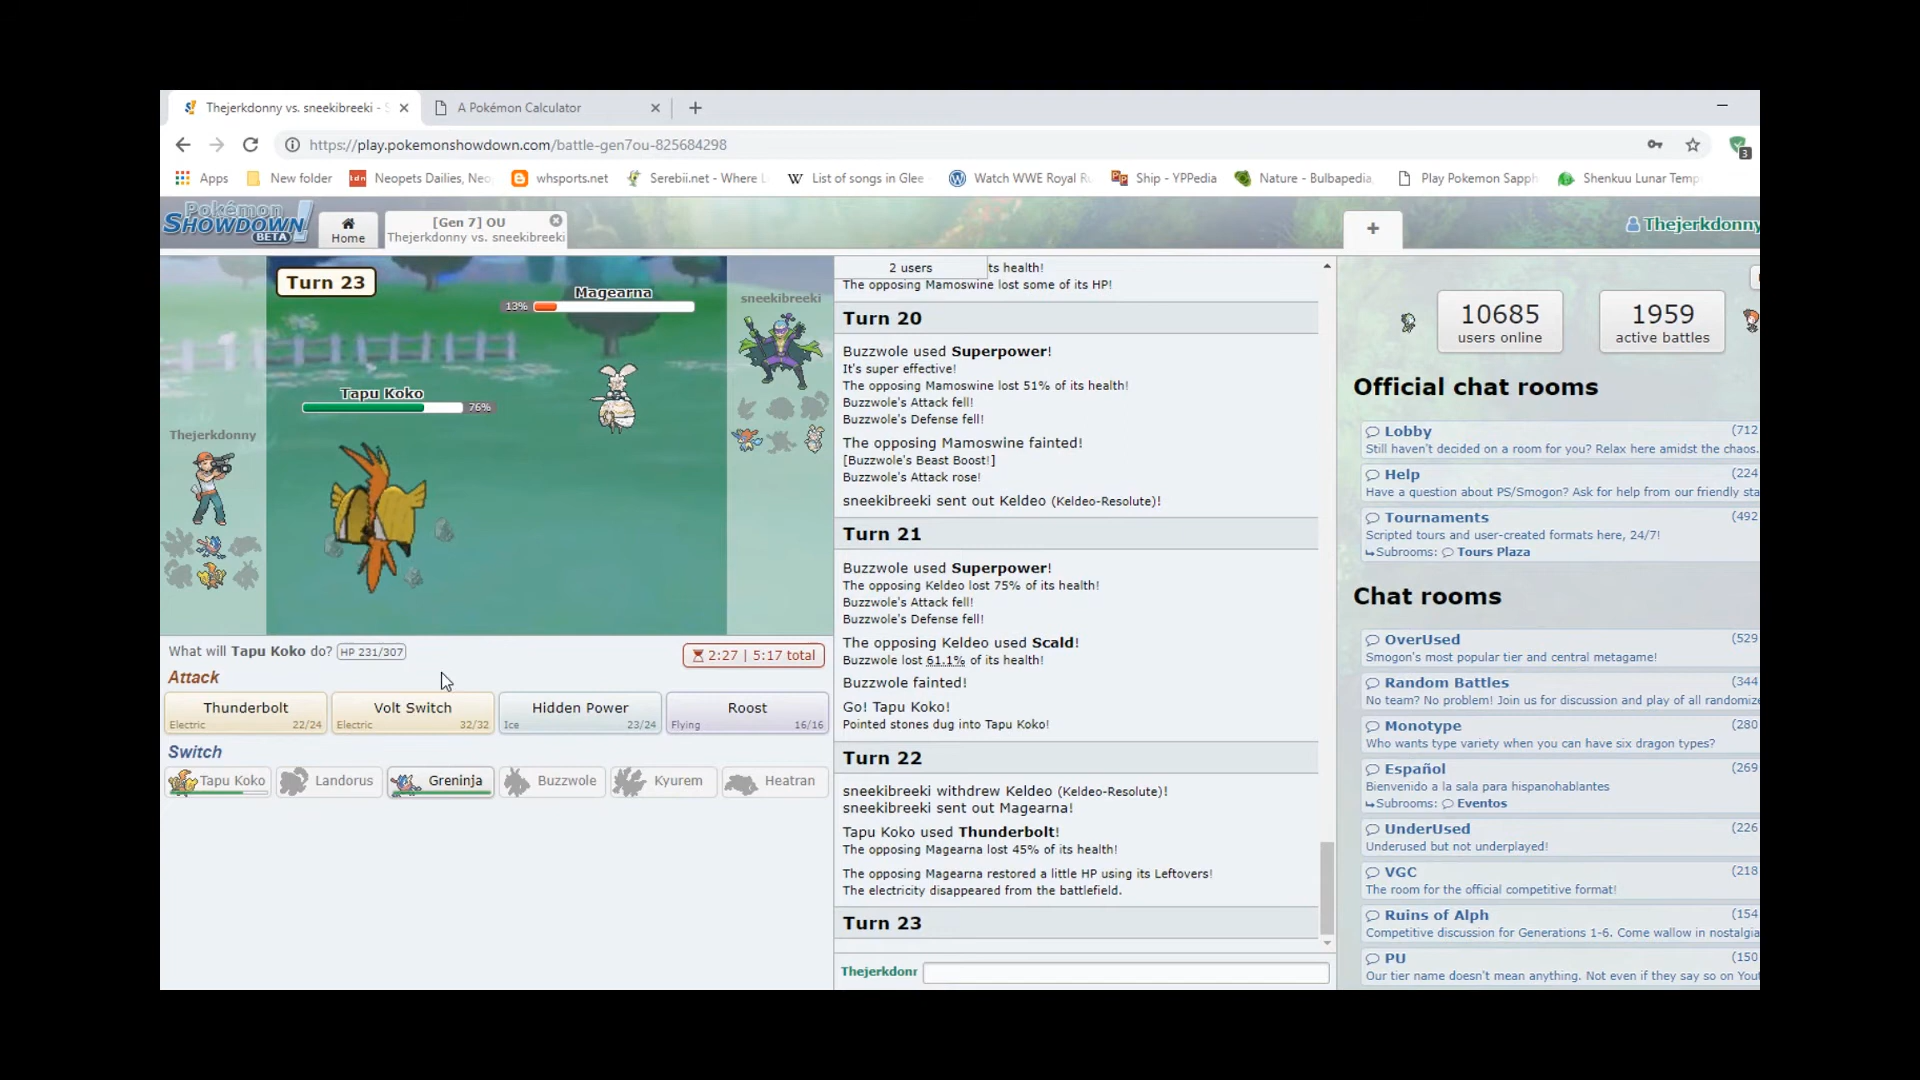 Thejerkdonny vs. sneekibreeki - S
A Pokémon Calculator
https://play.pokemonshowdown.com/battle-gen7ou-825684298
3
Apps
New folder
ldn
Neopets Dailies, Neo
whsports.net
Serebii.net - Where L
W
List of songs in Glee
Watch WWE Royal Ru
Ship - YPPedia
Nature - Bulbapedia,
Play Pokemon Sapph
Shenkuu Lunar Temp
Pokémon
SHOWDOWN!
BETA
Home
[Gen 7] OU
Thejerkdonny vs. sneekibreeki
+
Thejerkdonny
Turn 23
Magearna
13%
Tapu Koko
76%
sneekibreeki
Thejerkdonny
What will Tapu Koko do? HP 231/307
2:27 | 5:17 total
Attack
Thunderbolt
Electric 22/24
Volt Switch
Electric 32/32
Hidden Power
Ice 23/24
Roost
Flying 16/16
Switch
Tapu Koko
Landorus
Greninja
Buzzwole
Kyurem
Heatran
2 users
ts health!
The opposing Mamoswine lost some of its HP!
Turn 20
Buzzwole used Superpower!
It's super effective!
The opposing Mamoswine lost 51% of its health!
Buzzwole's Attack fell!
Buzzwole's Defense fell!
The opposing Mamoswine fainted!
[Buzzwole's Beast Boost!]
Buzzwole's Attack rose!
sneekibreeki sent out Keldeo (Keldeo-Resolute)!
Turn 21
Buzzwole used Superpower!
The opposing Keldeo lost 75% of its health!
Buzzwole's Attack fell!
Buzzwole's Defense fell!
The opposing Keldeo used Scald!
Buzzwole lost 61.1% of its health!
Buzzwole fainted!
Go! Tapu Koko!
Pointed stones dug into Tapu Koko!
Turn 22
sneekibreeki withdrew Keldeo (Keldeo-Resolute)!
sneekibreeki sent out Magearna!
Tapu Koko used Thunderbolt!
The opposing Magearna lost 45% of its health!
The opposing Magearna restored a little HP using its Leftovers!
The electricity disappeared from the battlefield.
Turn 23
Thejerkdonr
10685
users online
1959
active battles
Official chat rooms
Lobby (712
Still haven't decided on a room for you? Relax here amidst the chaos.
Help (224
Have a question about PS/Smogon? Ask for help from our friendly sta
Tournaments (492
Scripted tours and user-created formats here, 24/7!
Subrooms: Tours Plaza
Chat rooms
OverUsed (529
Smogon's most popular tier and central metagame!
Random Battles (344
No team? No problem! Join us for discussion and play of all randomize
Monotype (280
Who wants type variety when you can have six dragon types?
Español (269
Bienvenido a la sala para hispanohablantes
Subrooms: Eventos
UnderUsed (226
Underused but not underplayed!
VGC (218
The room for the official competitive format!
Ruins of Alph (154
Competitive discussion for Generations 1-6. Come wallow in nostalgia
PU (150
Our tier name doesn't mean anything. Not even if they say so on You